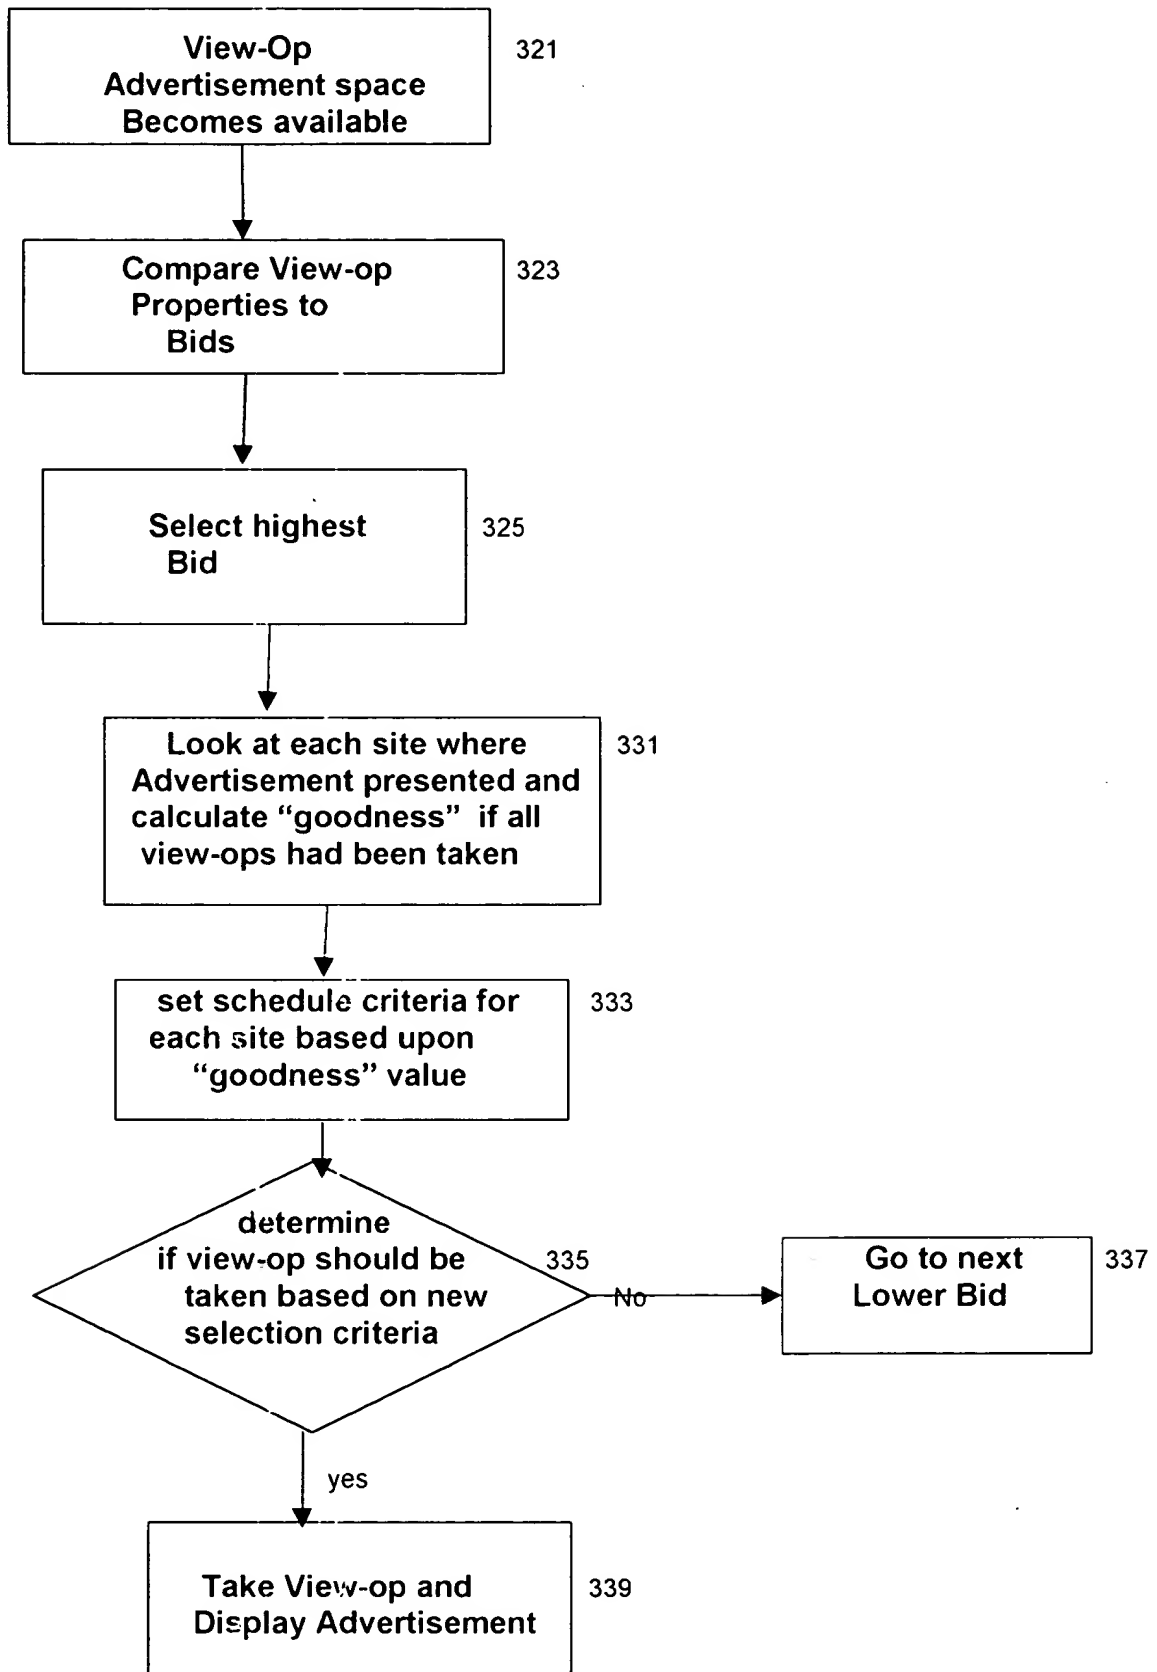 View-Op
Advertisement space
Becomes available
321
Compare View-op
Properties to
Bids
323
Select highest
Bid
325
Look at each site where
Advertisement presented and
calculate “goodness” if all
view-ops had been taken
331
set schedule criteria for
each site based upon
“goodness” value
333
determine
if view-op should be
taken based on new
selection criteria
335
No
Go to next
Lower Bid
337
yes
Take View-op and
Display Advertisement
339